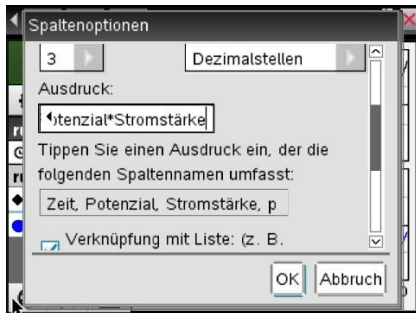 Spaltenoptionen
3 Dezimalstellen
Ausdruck:
otenzial*Stromstärke
Tippen Sie einen Ausdruck ein, der die
folgenden Spaltennamen umfasst:
Zeit, Potenzial, Stromstärke, p
Verknüpfung mit Liste: (z. B.
OK Abbruch